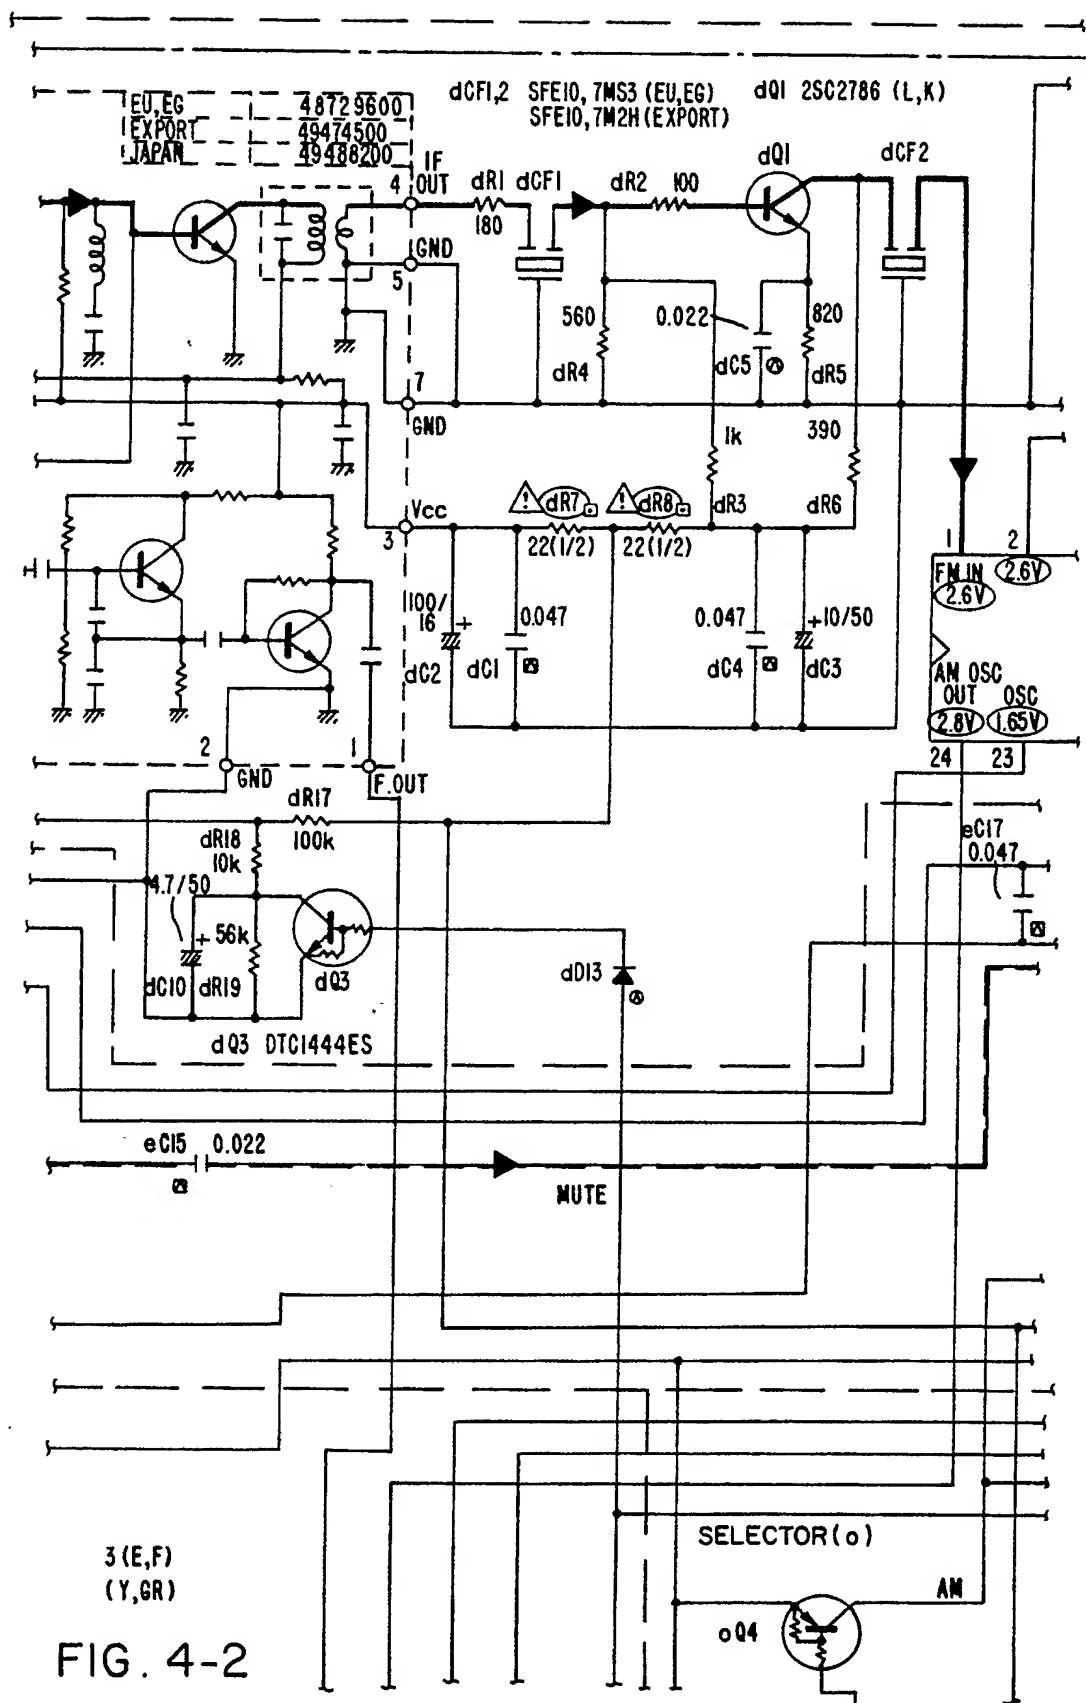 EU, EG 48729600
EXPORT 49474500
JAPAN 49488200
dCF1,2 SFE10, 7MS3 (EU,EG)
SFE10, 7M2H (EXPORT)
dQ1 2SC2786 (L,K)
4 IF OUT
dR1
180
dCF1
dR2 100
dQ1
dCF2
GND
5
560
dR4
0.022
dC5
820
dR5
7
GND
1k
dR3
390
dR6
Vcc
3
dR7
22(1/2)
dR8
22(1/2)
100/16
+
dC2
0.047
dC1
0.047
dC4
+10/50
dC3
1
2
FM IN
2.6V
2.6V
AM OSC
OUT OSC
2.8V
1.65V
24
23
2
GND
1
F.OUT
dR17
100k
dR18
10k
4.7/50
+
56k
dC10
dR19
dQ3
dQ3 DTC1444ES
dD13
eC17
0.047
eC15 0.022
MUTE
SELECTOR (o)
AM
oQ4
3 (E,F)
(Y,GR)
FIG. 4-2